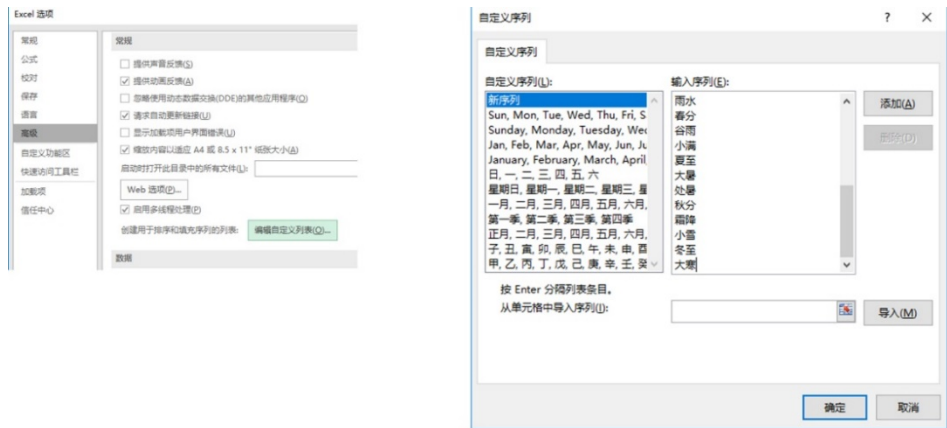 Excel 选项
常规
公式
校对
保存
语言
高级
自定义功能区
快速访问工具栏
加载项
信任中心
常规
提供声音反馈(S)
提供动画反馈(A)
忽略使用动态数据交换(DDE)的其他应用程序(O)
请求自动更新链接(U)
显示加载项用户界面错误(U)
缩放内容以适应 A4 或 8.5 x 11" 纸张大小(A)
启动时打开此目录中的所有文件(L):
Web 选项(P)...
启用多线程处理(P)
创建用于排序和填充序列的列表: 编辑自定义列表(O)...
数据
自定义序列 ? ×
自定义序列
自定义序列(L):
新序列
Sun, Mon, Tue, Wed, Thu, Fri, S
Sunday, Monday, Tuesday, Wed
Jan, Feb, Mar, Apr, May, Jun, Ju
January, February, March, April,
日, 一, 二, 三, 四, 五, 六
星期日, 星期一, 星期二, 星期三, 星
一月, 二月, 三月, 四月, 五月, 六月,
第一季, 第二季, 第三季, 第四季
正月, 二月, 三月, 四月, 五月, 六月,
子, 丑, 寅, 卯, 辰, 巳, 午, 未, 申, 酉
甲, 乙, 丙, 丁, 戊, 己, 庚, 辛, 壬, 癸
输入序列(E):
雨水
春分
谷雨
小满
夏至
大暑
处暑
秋分
霜降
小雪
冬至
大寒
添加(A)
删除(D)
按 Enter 分隔列表条目。
从单元格中导入序列(I):
导入(M)
确定
取消